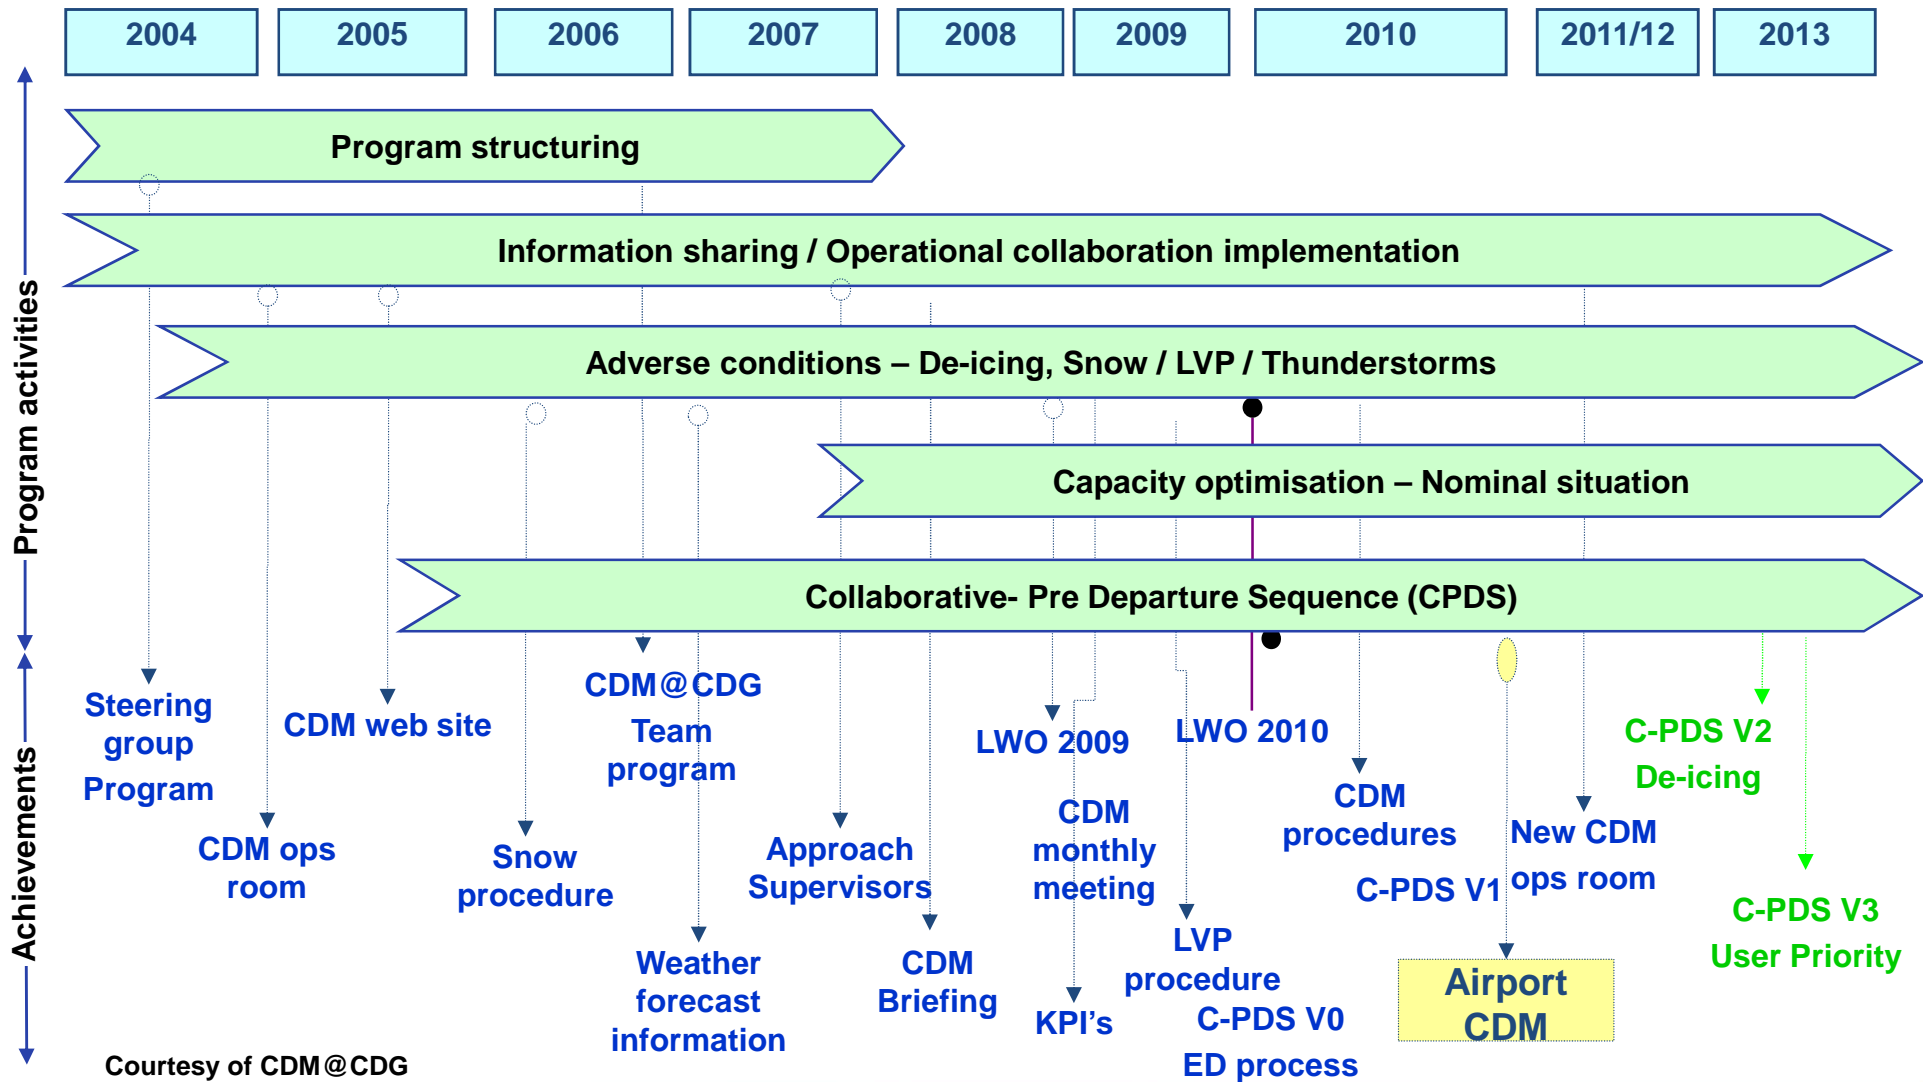 2004
2005
2006
2007
2008
2009
2010
2011/12
2013
Program activities
Program structuring
Information sharing / Operational collaboration implementation
Adverse conditions – De-icing, Snow / LVP / Thunderstorms
Capacity optimisation – Nominal situation
Collaborative- Pre Departure Sequence (CPDS)
Achievements
Steering
group
Program
CDM ops
room
CDM web site
Snow
procedure
CDM@CDG
Team
program
Weather
forecast
information
Approach
Supervisors
CDM
Briefing
LWO 2009
CDM
monthly
meeting
KPI's
LVP
procedure
C-PDS V0
ED process
LWO 2010
CDM
procedures
C-PDS V1
Airport
CDM
New CDM
ops room
C-PDS V2
De-icing
C-PDS V3
User Priority
Courtesy of CDM@CDG